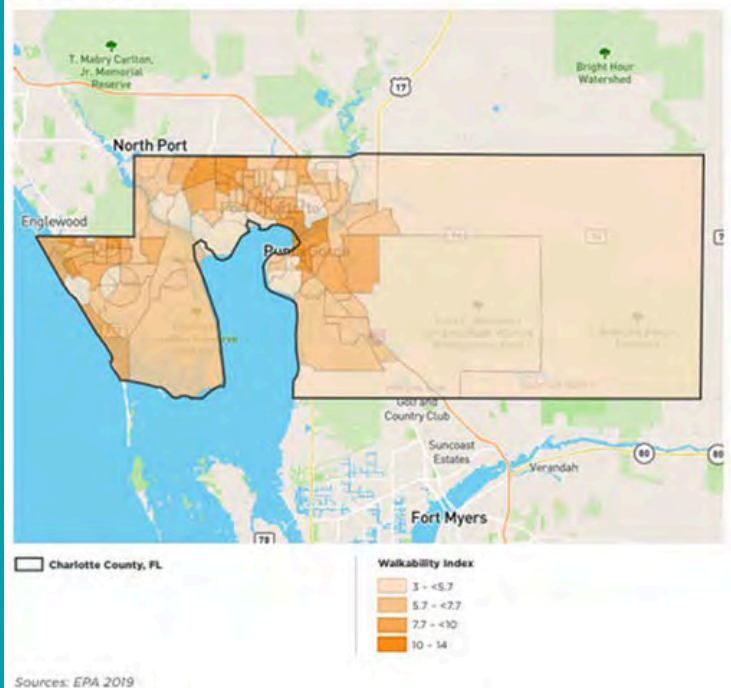 T. Mabry Carlton,
Jr. Memorial
Reserve
Bright Hour
Watershed
17
North Port
Englewood
Golf and
Country Club
Suncoast
Estates
Verandah
80
80
Fort Myers
78
Charlotte County, FL
Walkability Index
3 - <5.7
5.7 - <7.7
7.7 - <10
10 - 14
Sources: EPA 2019